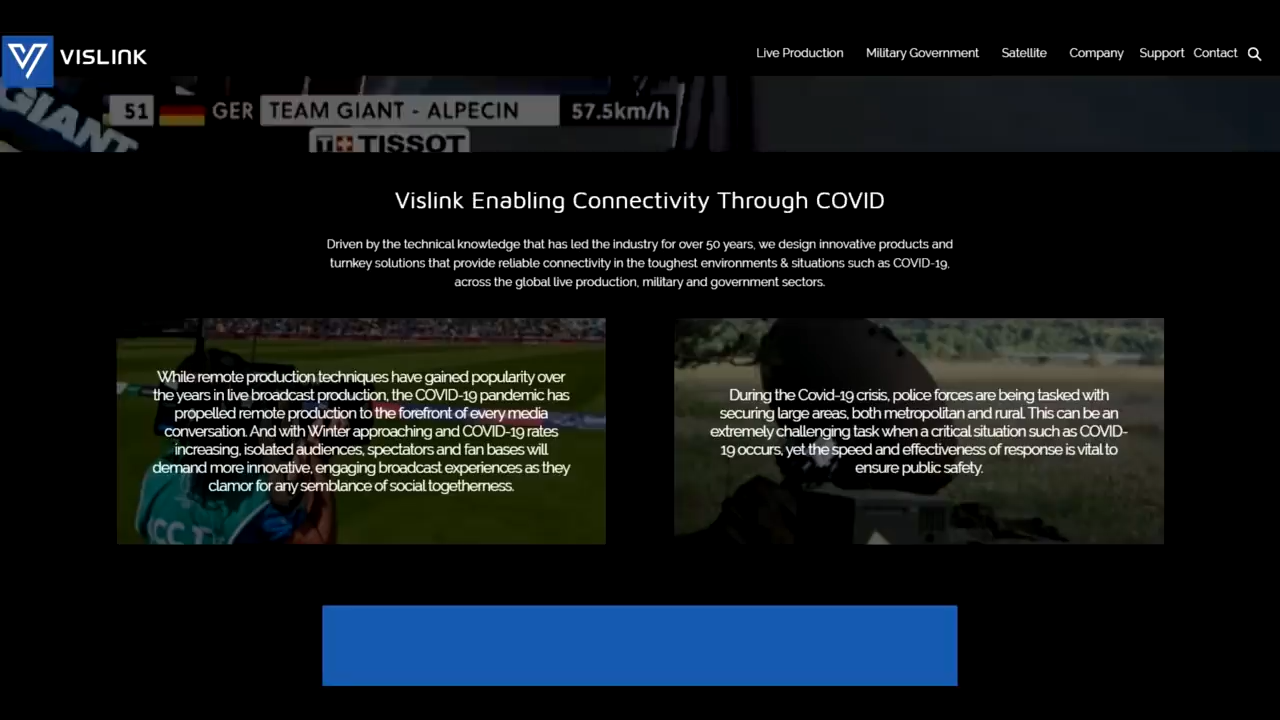 VISLINK
Live Production Military Government Satellite Company Support Contact
GIANT
51 GER TEAM GIANT - ALPECIN 57.5km/h
TISSOT
Vislink Enabling Connectivity Through COVID
Driven by the technical knowledge that has led the industry for over 50 years, we design innovative products and
turnkey solutions that provide reliable connectivity in the toughest environments & situations such as COVID-19,
across the global live production, military and government sectors.
While remote production techniques have gained popularity over
the years in live broadcast production, the COVID-19 pandemic has
propelled remote production to the forefront of every media
conversation. And with Winter approaching and COVID-19 rates
increasing, isolated audiences, spectators and fan bases will
demand more innovative, engaging broadcast experiences as they
clamor for any semblance of social togetherness.
During the Covid-19 crisis, police forces are being tasked with
securing large areas, both metropolitan and rural. This can be an
extremely challenging task when a critical situation such as COVID-
19 occurs, yet the speed and effectiveness of response is vital to
ensure public safety.